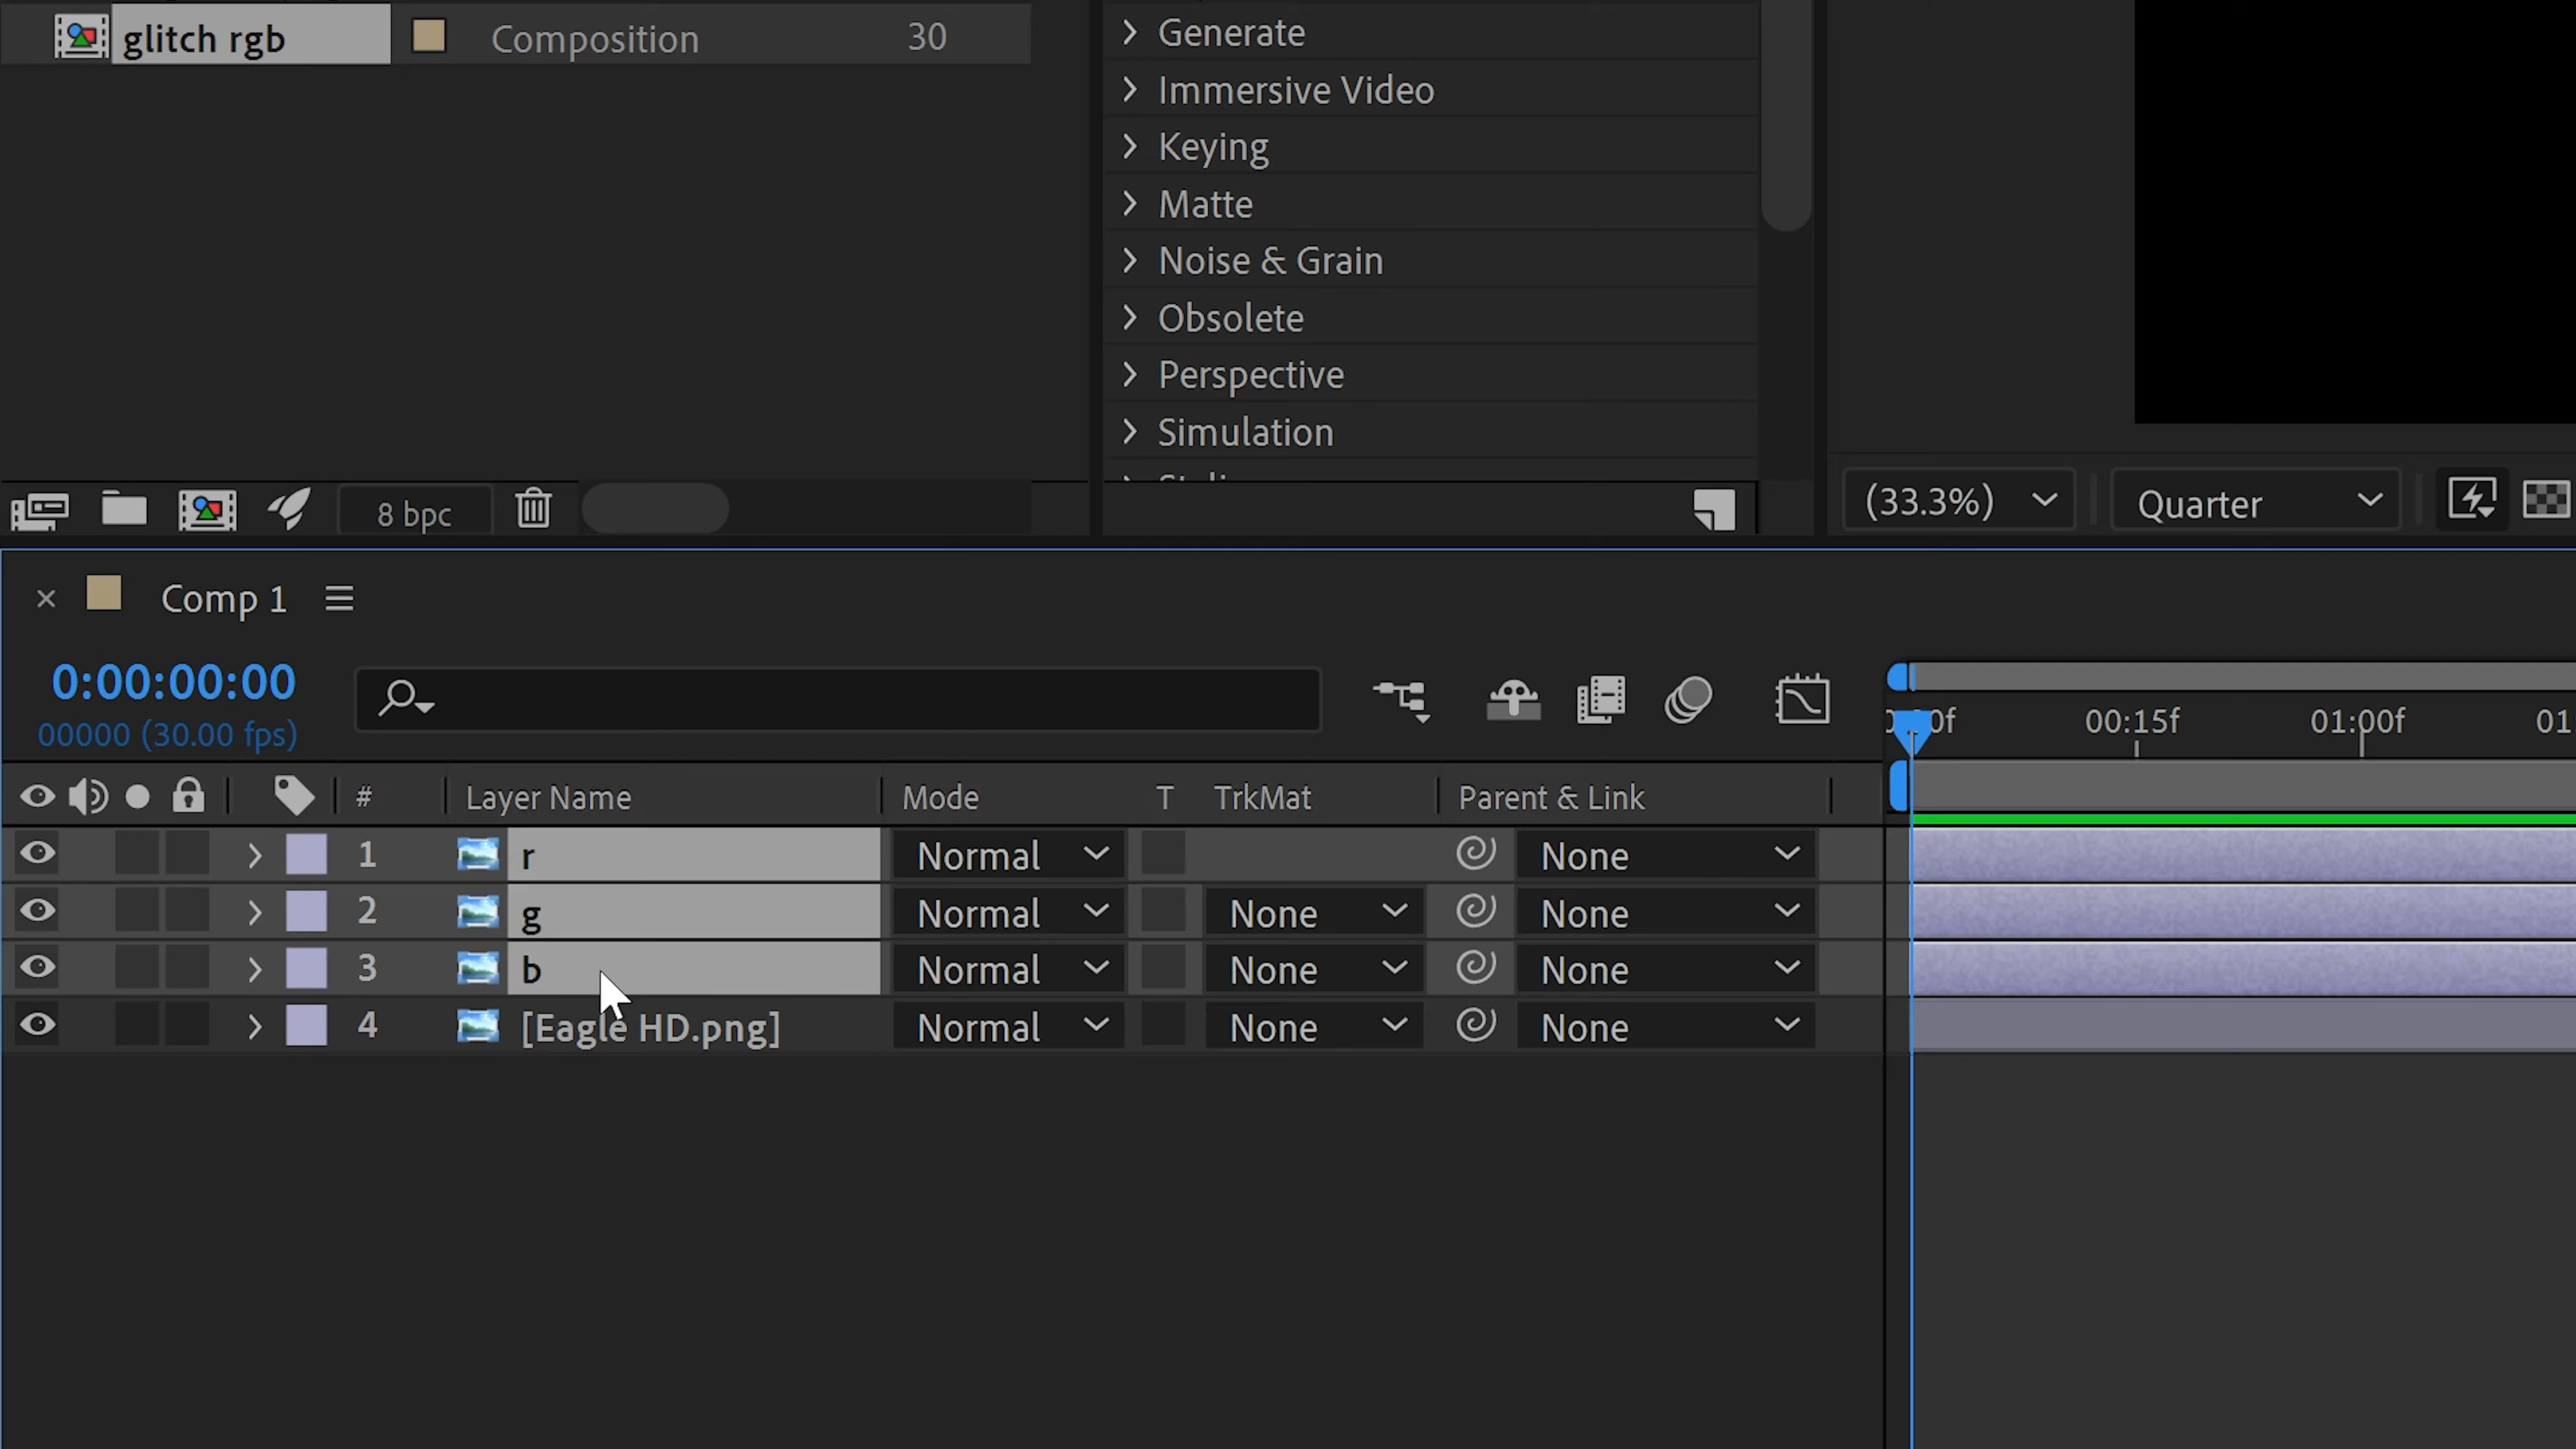 glitch rgb Composition 30
Generate
Immersive Video
Keying
Matte
Noise & Grain
Obsolete
Perspective
Simulation
8 bpc
(33.3%) Quarter
Comp 1
0:00:00:00
00000 (30.00 fps)
00:15f 01:00f 01
# Layer Name Mode T TrkMat Parent & Link
1 r Normal None
2 g Normal None None
3 b Normal None None
4 [Eagle HD.png] Normal None None